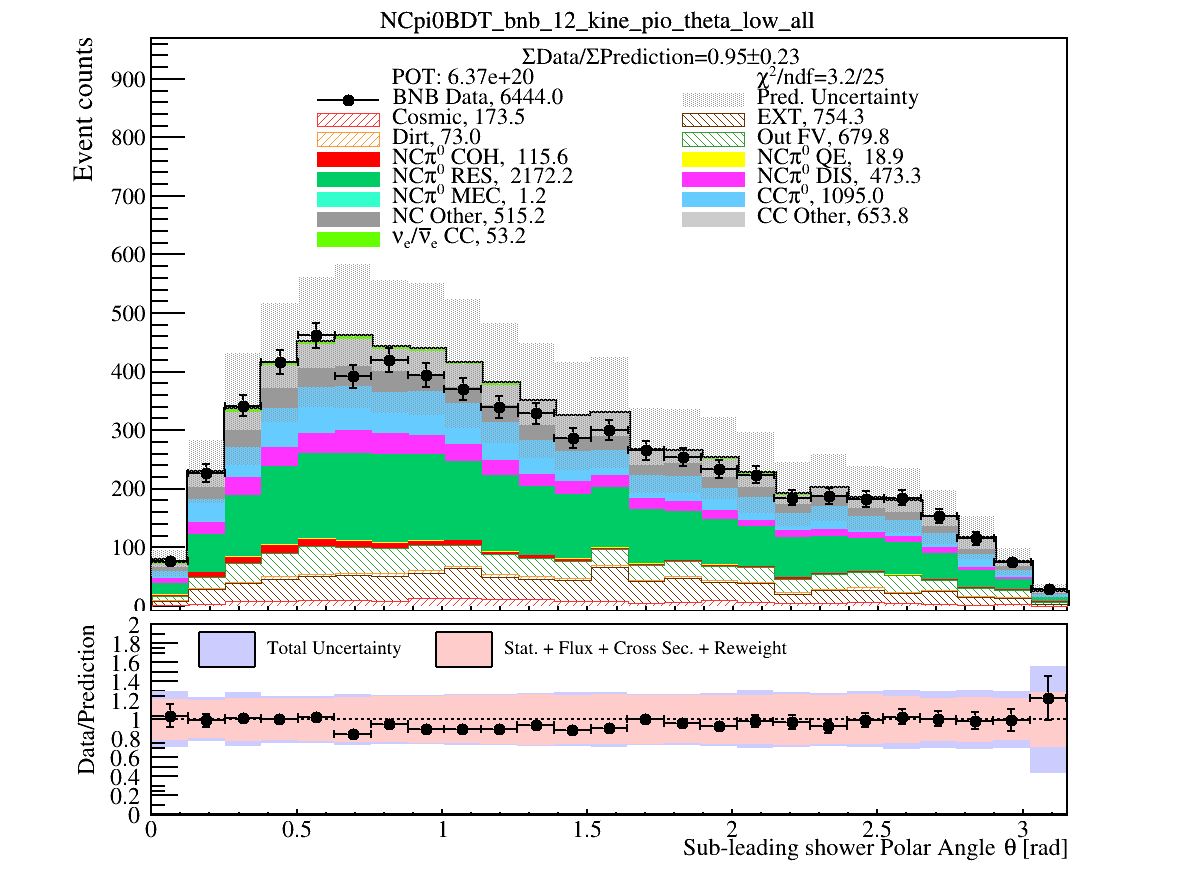 NCpi0BDT_bnb_12_kine_pio_theta_low_all
ΣData/ΣPrediction=0.95±0.23
POT: 6.37e+20 χ²/ndf=3.2/25
BNB Data, 6444.0 Pred. Uncertainty
Cosmic, 173.5 EXT, 754.3
Dirt, 73.0 Out FV, 679.8
NCπ⁰ COH, 115.6 NCπ⁰ QE, 18.9
NCπ⁰ RES, 2172.2 NCπ⁰ DIS, 473.3
NCπ⁰ MEC, 1.2 CCπ⁰, 1095.0
NC Other, 515.2 CC Other, 653.8
νₑ/ν̅ₑ CC, 53.2
Event counts
900
800
700
600
500
400
300
200
100
0
Total Uncertainty Stat. + Flux + Cross Sec. + Reweight
Data/Prediction
2
1.8
1.6
1.4
1.2
1
0.8
0.6
0.4
0.2
0
0 0.5 1 1.5 2 2.5 3
Sub-leading shower Polar Angle θ [rad]